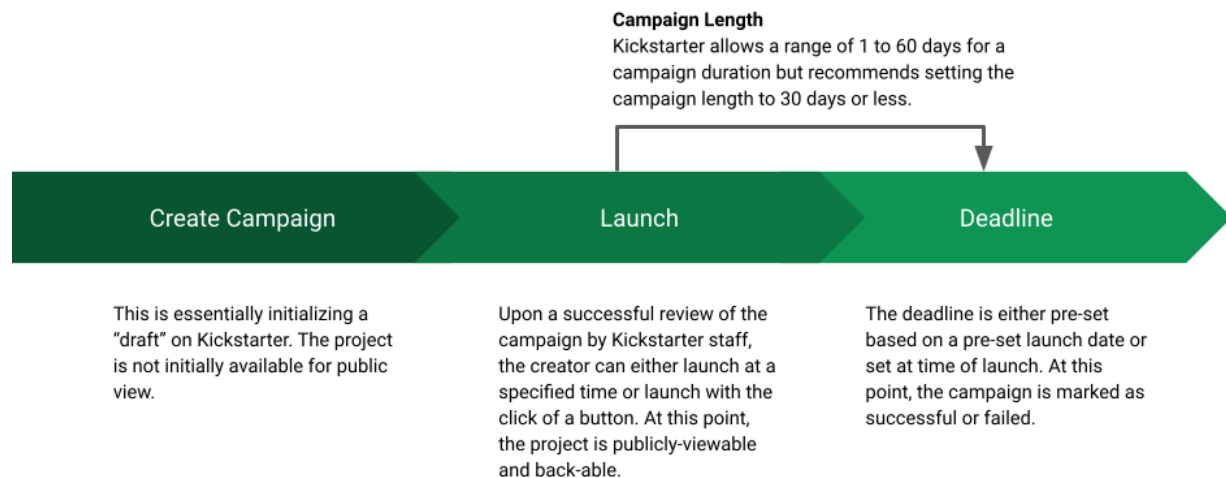 Campaign Length
Kickstarter allows a range of 1 to 60 days for a
campaign duration but recommends setting the
campaign length to 30 days or less.
Create Campaign
Launch
Deadline
This is essentially initializing a
“draft” on Kickstarter. The project
is not initially available for public
view.
Upon a successful review of the
campaign by Kickstarter staff,
the creator can either launch at a
specified time or launch with the
click of a button. At this point,
the project is publicly-viewable
and back-able.
The deadline is either pre-set
based on a pre-set launch date or
set at time of launch. At this
point, the campaign is marked as
successful or failed.